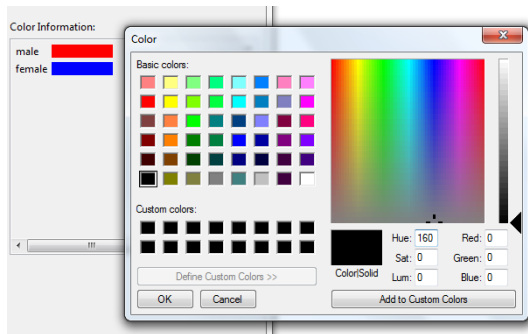 Color Information:
male
female
Color
Basic colors:
Custom colors:
Define Custom Colors >>
OK Cancel
Color|Solid
Hue: 160 Red: 0
Sat: 0 Green: 0
Lum: 0 Blue: 0
Add to Custom Colors